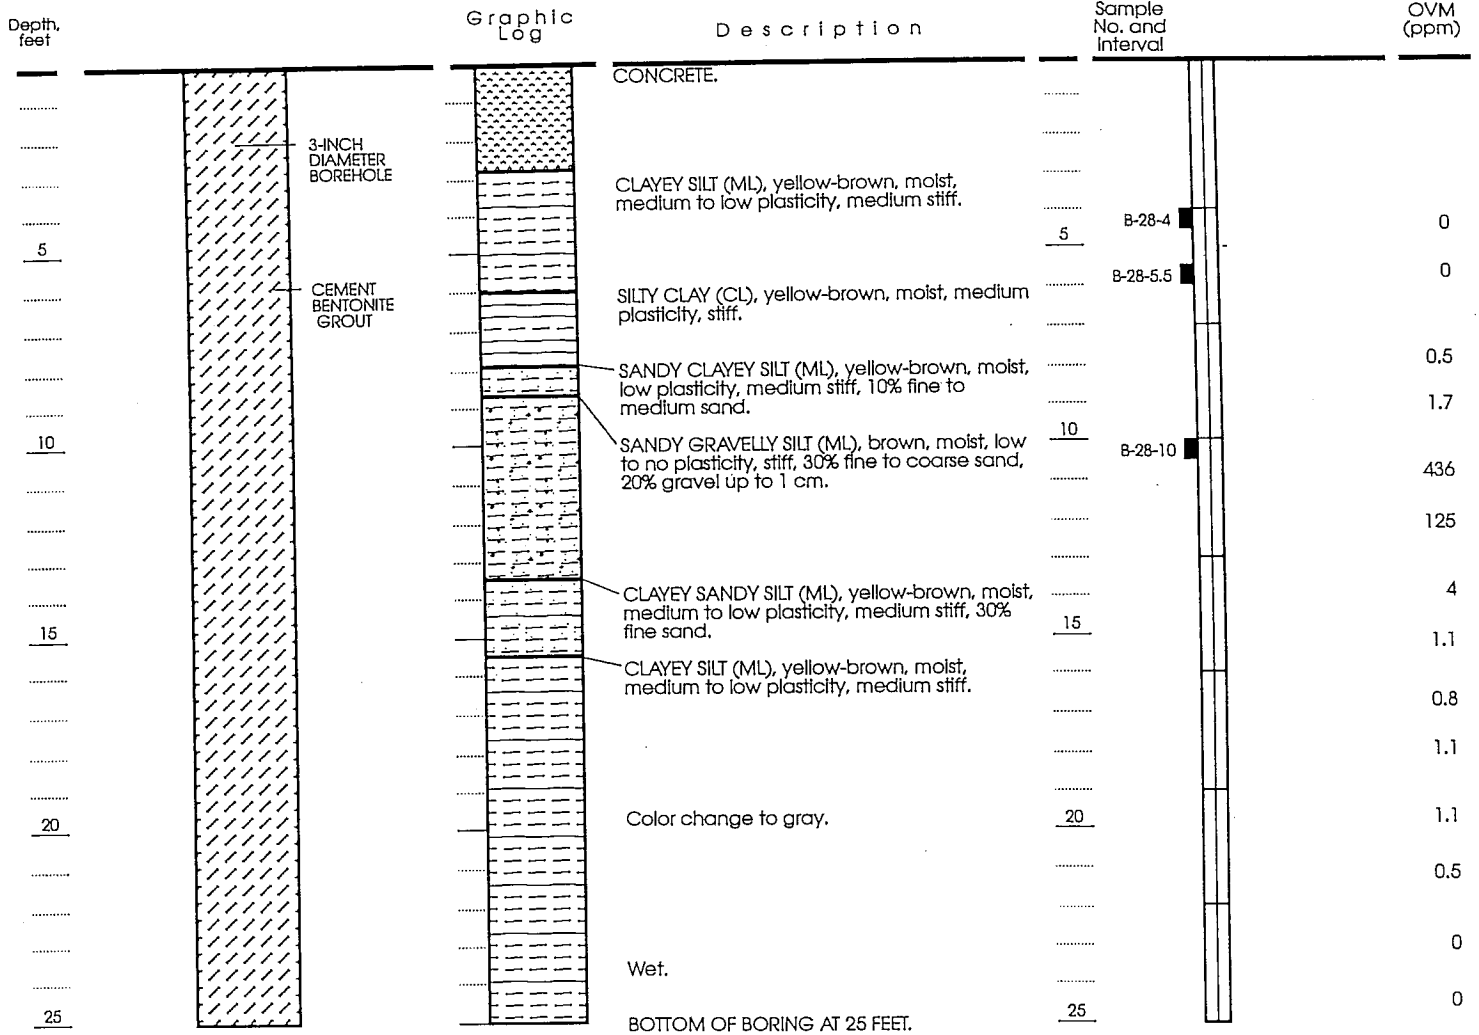 Depth,
feet
Graphic
Log
Description
Sample
No. and
Interval
OVM
(ppm)
CONCRETE.
3-INCH
DIAMETER
BOREHOLE
CLAYEY SILT (ML), yellow-brown, moist,
medium to low plasticity, medium stiff.
B-28-4
0
5
5
B-28-5.5
0
CEMENT
BENTONITE
GROUT
SILTY CLAY (CL), yellow-brown, moist, medium
plasticity, stiff.
0.5
SANDY CLAYEY SILT (ML), yellow-brown, moist,
low plasticity, medium stiff, 10% fine to
medium sand.
1.7
10
10
SANDY GRAVELLY SILT (ML), brown, moist, low
to no plasticity, stiff, 30% fine to coarse sand,
20% gravel up to 1 cm.
B-28-10
436
125
CLAYEY SANDY SILT (ML), yellow-brown, moist,
medium to low plasticity, medium stiff, 30%
fine sand.
4
15
15
1.1
CLAYEY SILT (ML), yellow-brown, moist,
medium to low plasticity, medium stiff.
0.8
1.1
20
Color change to gray.
20
1.1
0.5
0
Wet.
0
25
BOTTOM OF BORING AT 25 FEET.
25